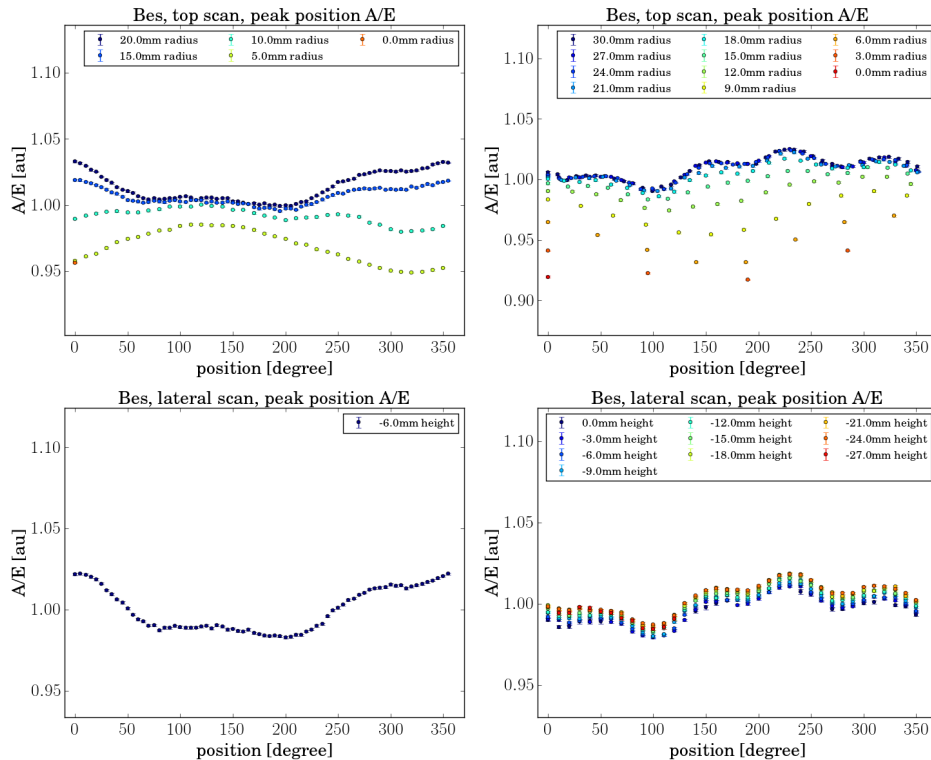 Bes, top scan, peak position A/E
20.0mm radius 10.0mm radius 0.0mm radius
15.0mm radius 5.0mm radius
A/E [au]
1.10
1.05
1.00
0.95
0 50 100 150 200 250 300 350
position [degree]
Bes, top scan, peak position A/E
30.0mm radius 18.0mm radius 6.0mm radius
27.0mm radius 15.0mm radius 3.0mm radius
24.0mm radius 12.0mm radius 0.0mm radius
21.0mm radius 9.0mm radius
A/E [au]
1.10
1.05
1.00
0.95
0.90
0 50 100 150 200 250 300 350
position [degree]
Bes, lateral scan, peak position A/E
-6.0mm height
A/E [au]
1.10
1.05
1.00
0.95
0 50 100 150 200 250 300 350
position [degree]
Bes, lateral scan, peak position A/E
0.0mm height -12.0mm height -21.0mm height
-3.0mm height -15.0mm height -24.0mm height
-6.0mm height -18.0mm height -27.0mm height
-9.0mm height
A/E [au]
1.10
1.05
1.00
0.95
0 50 100 150 200 250 300 350
position [degree]